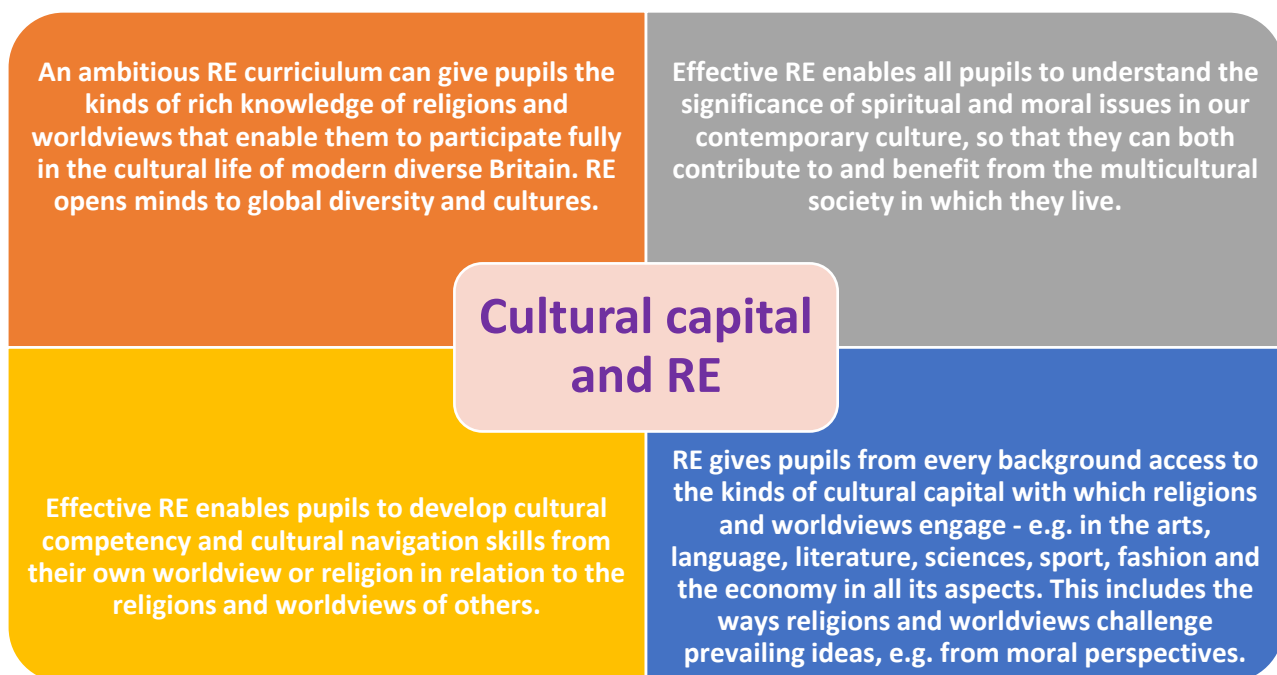 An ambitious RE curriciulum can give pupils the
kinds of rich knowledge of religions and
worldviews that enable them to participate fully
in the cultural life of modern diverse Britain. RE
opens minds to global diversity and cultures.
Effective RE enables all pupils to understand the
significance of spiritual and moral issues in our
contemporary culture, so that they can both
contribute to and benefit from the multicultural
society in which they live.
Cultural capital
and RE
Effective RE enables pupils to develop cultural
competency and cultural navigation skills from
their own worldview or religion in relation to the
religions and worldviews of others.
RE gives pupils from every background access to
the kinds of cultural capital with which religions
and worldviews engage - e.g. in the arts,
language, literature, sciences, sport, fashion and
the economy in all its aspects. This includes the
ways religions and worldviews challenge
prevailing ideas, e.g. from moral perspectives.